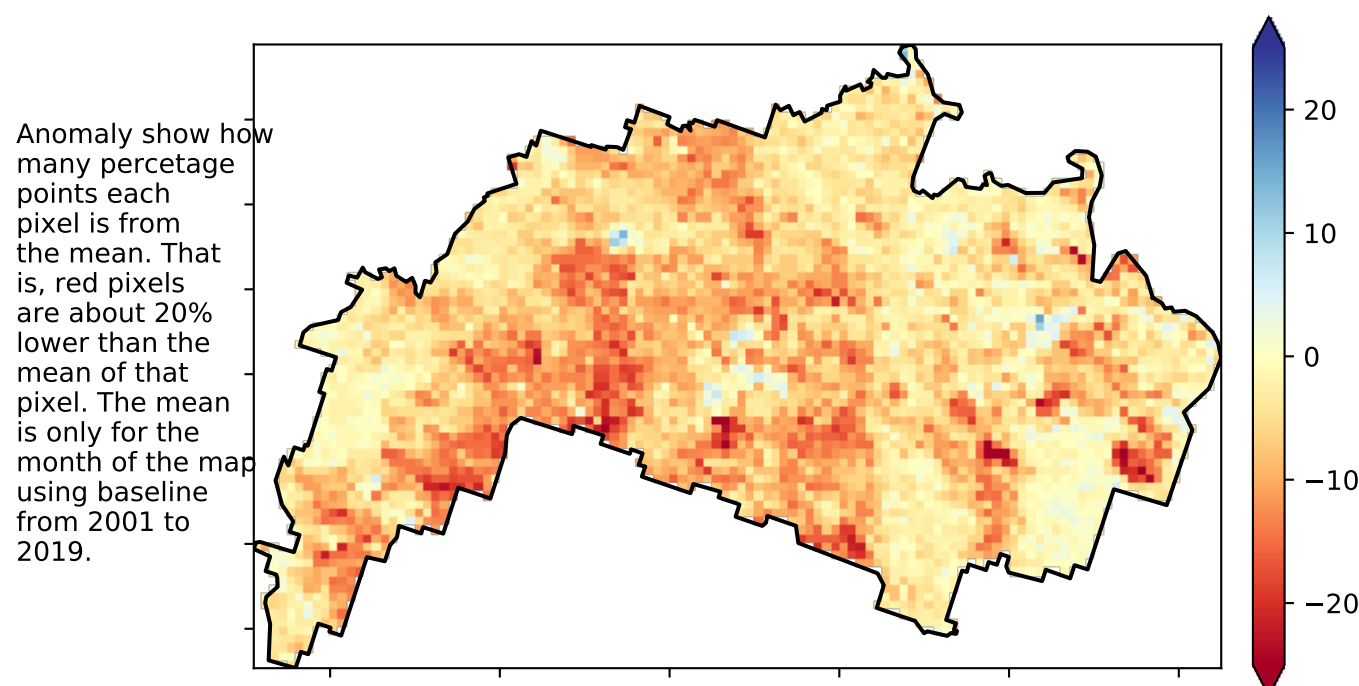 Anomaly show how
many percetage
points each
pixel is from
the mean. That
is, red pixels
are about 20%
lower than the
mean of that
pixel. The mean
is only for the
month of the map
using baseline
from 2001 to
2019.
20
10
0
−10
−20